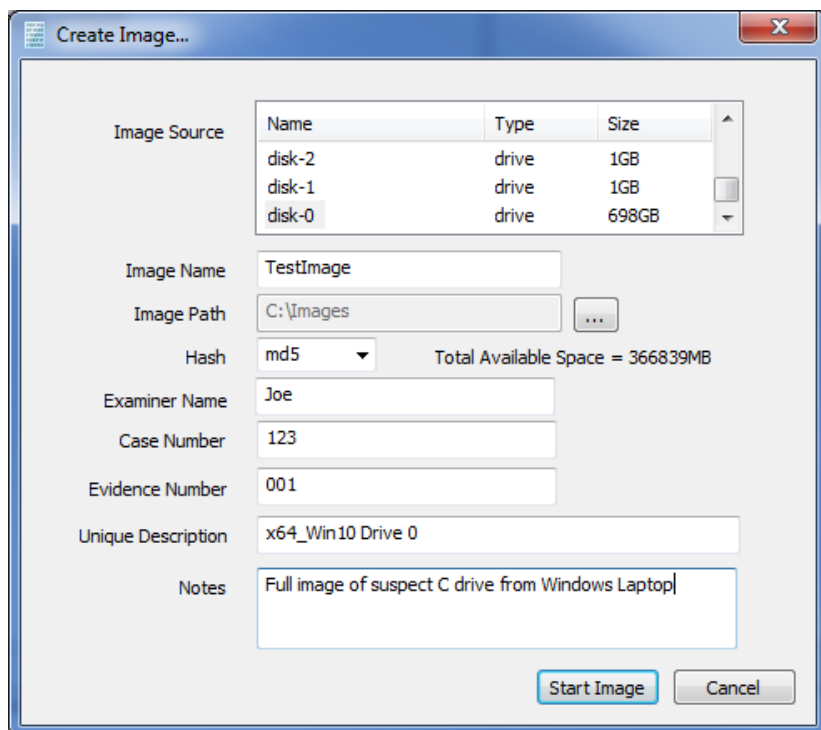 Create Image...
Image Source
Name Type Size
disk-2 drive 1GB
disk-1 drive 1GB
disk-0 drive 698GB
Image Name TestImage
Image Path C:\Images ...
Hash md5 Total Available Space = 366839MB
Examiner Name Joe
Case Number 123
Evidence Number 001
Unique Description x64_Win10 Drive 0
Notes Full image of suspect C drive from Windows Laptop
Start Image Cancel